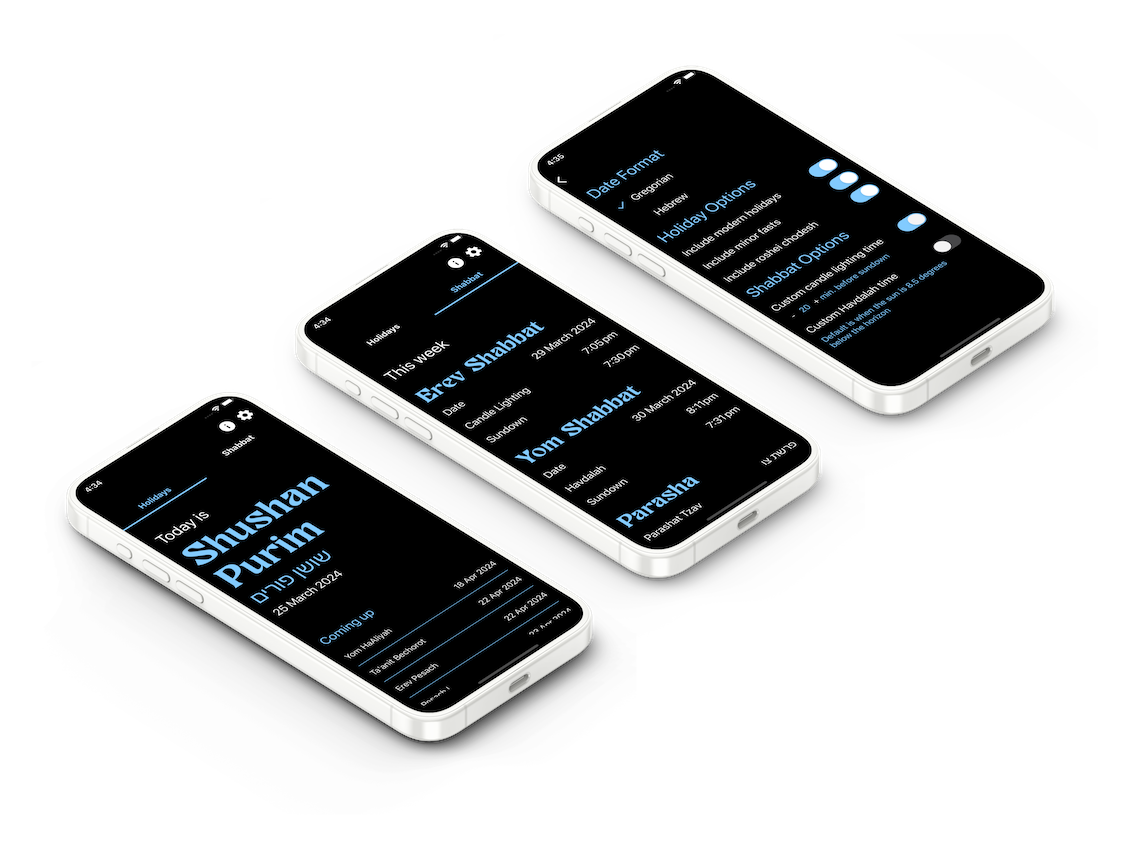 4:34
Holidays
Shabbat
Today is
Shushan
Purim
שושן פורים
25 March 2024
Coming up
Yom HaAliyah 18 Apr 2024
Ta'anit Bechorot 22 Apr 2024
Erev Pesach 22 Apr 2024
Pesach I 23 Apr 2024
4:34
Holidays
Shabbat
This week
Erev Shabbat
Date 29 March 2024
Candle Lighting 7:05pm
Sundown 7:30pm
Yom Shabbat
Date 30 March 2024
Havdalah 8:11pm
Sundown 7:31pm
Parasha
Parashat Tzav פרשת צו
4:35
Date Format
✓ Gregorian
Hebrew
Holiday Options
Include modern holidays
Include minor fasts
Include roshei chodesh
Shabbat Options
Custom candle lighting time
- 20 + min. before sundown
Custom Havdalah time
Default is when the sun is 8.5 degrees
below the horizon